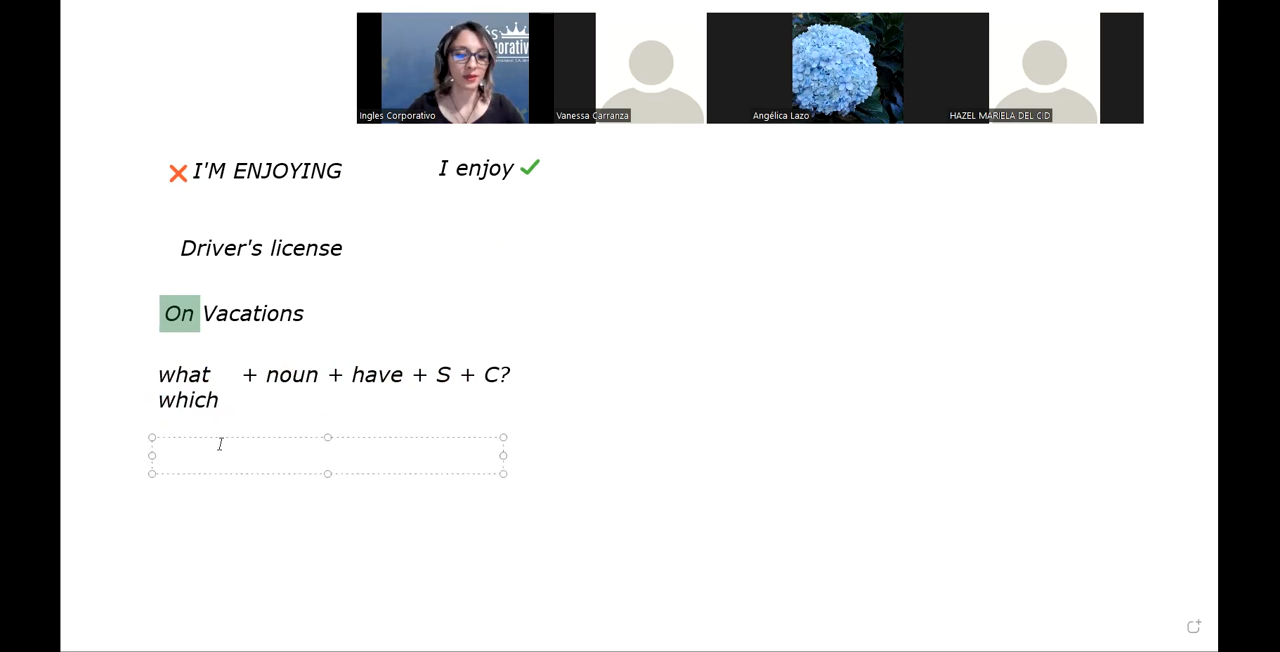 Ingles Corporativo
Vanessa Carranza
Angélica Lazo
HAZEL MARIELA DEL CID
I'M ENJOYING
I enjoy
Driver's license
On Vacations
what + noun + have + S + C?
which